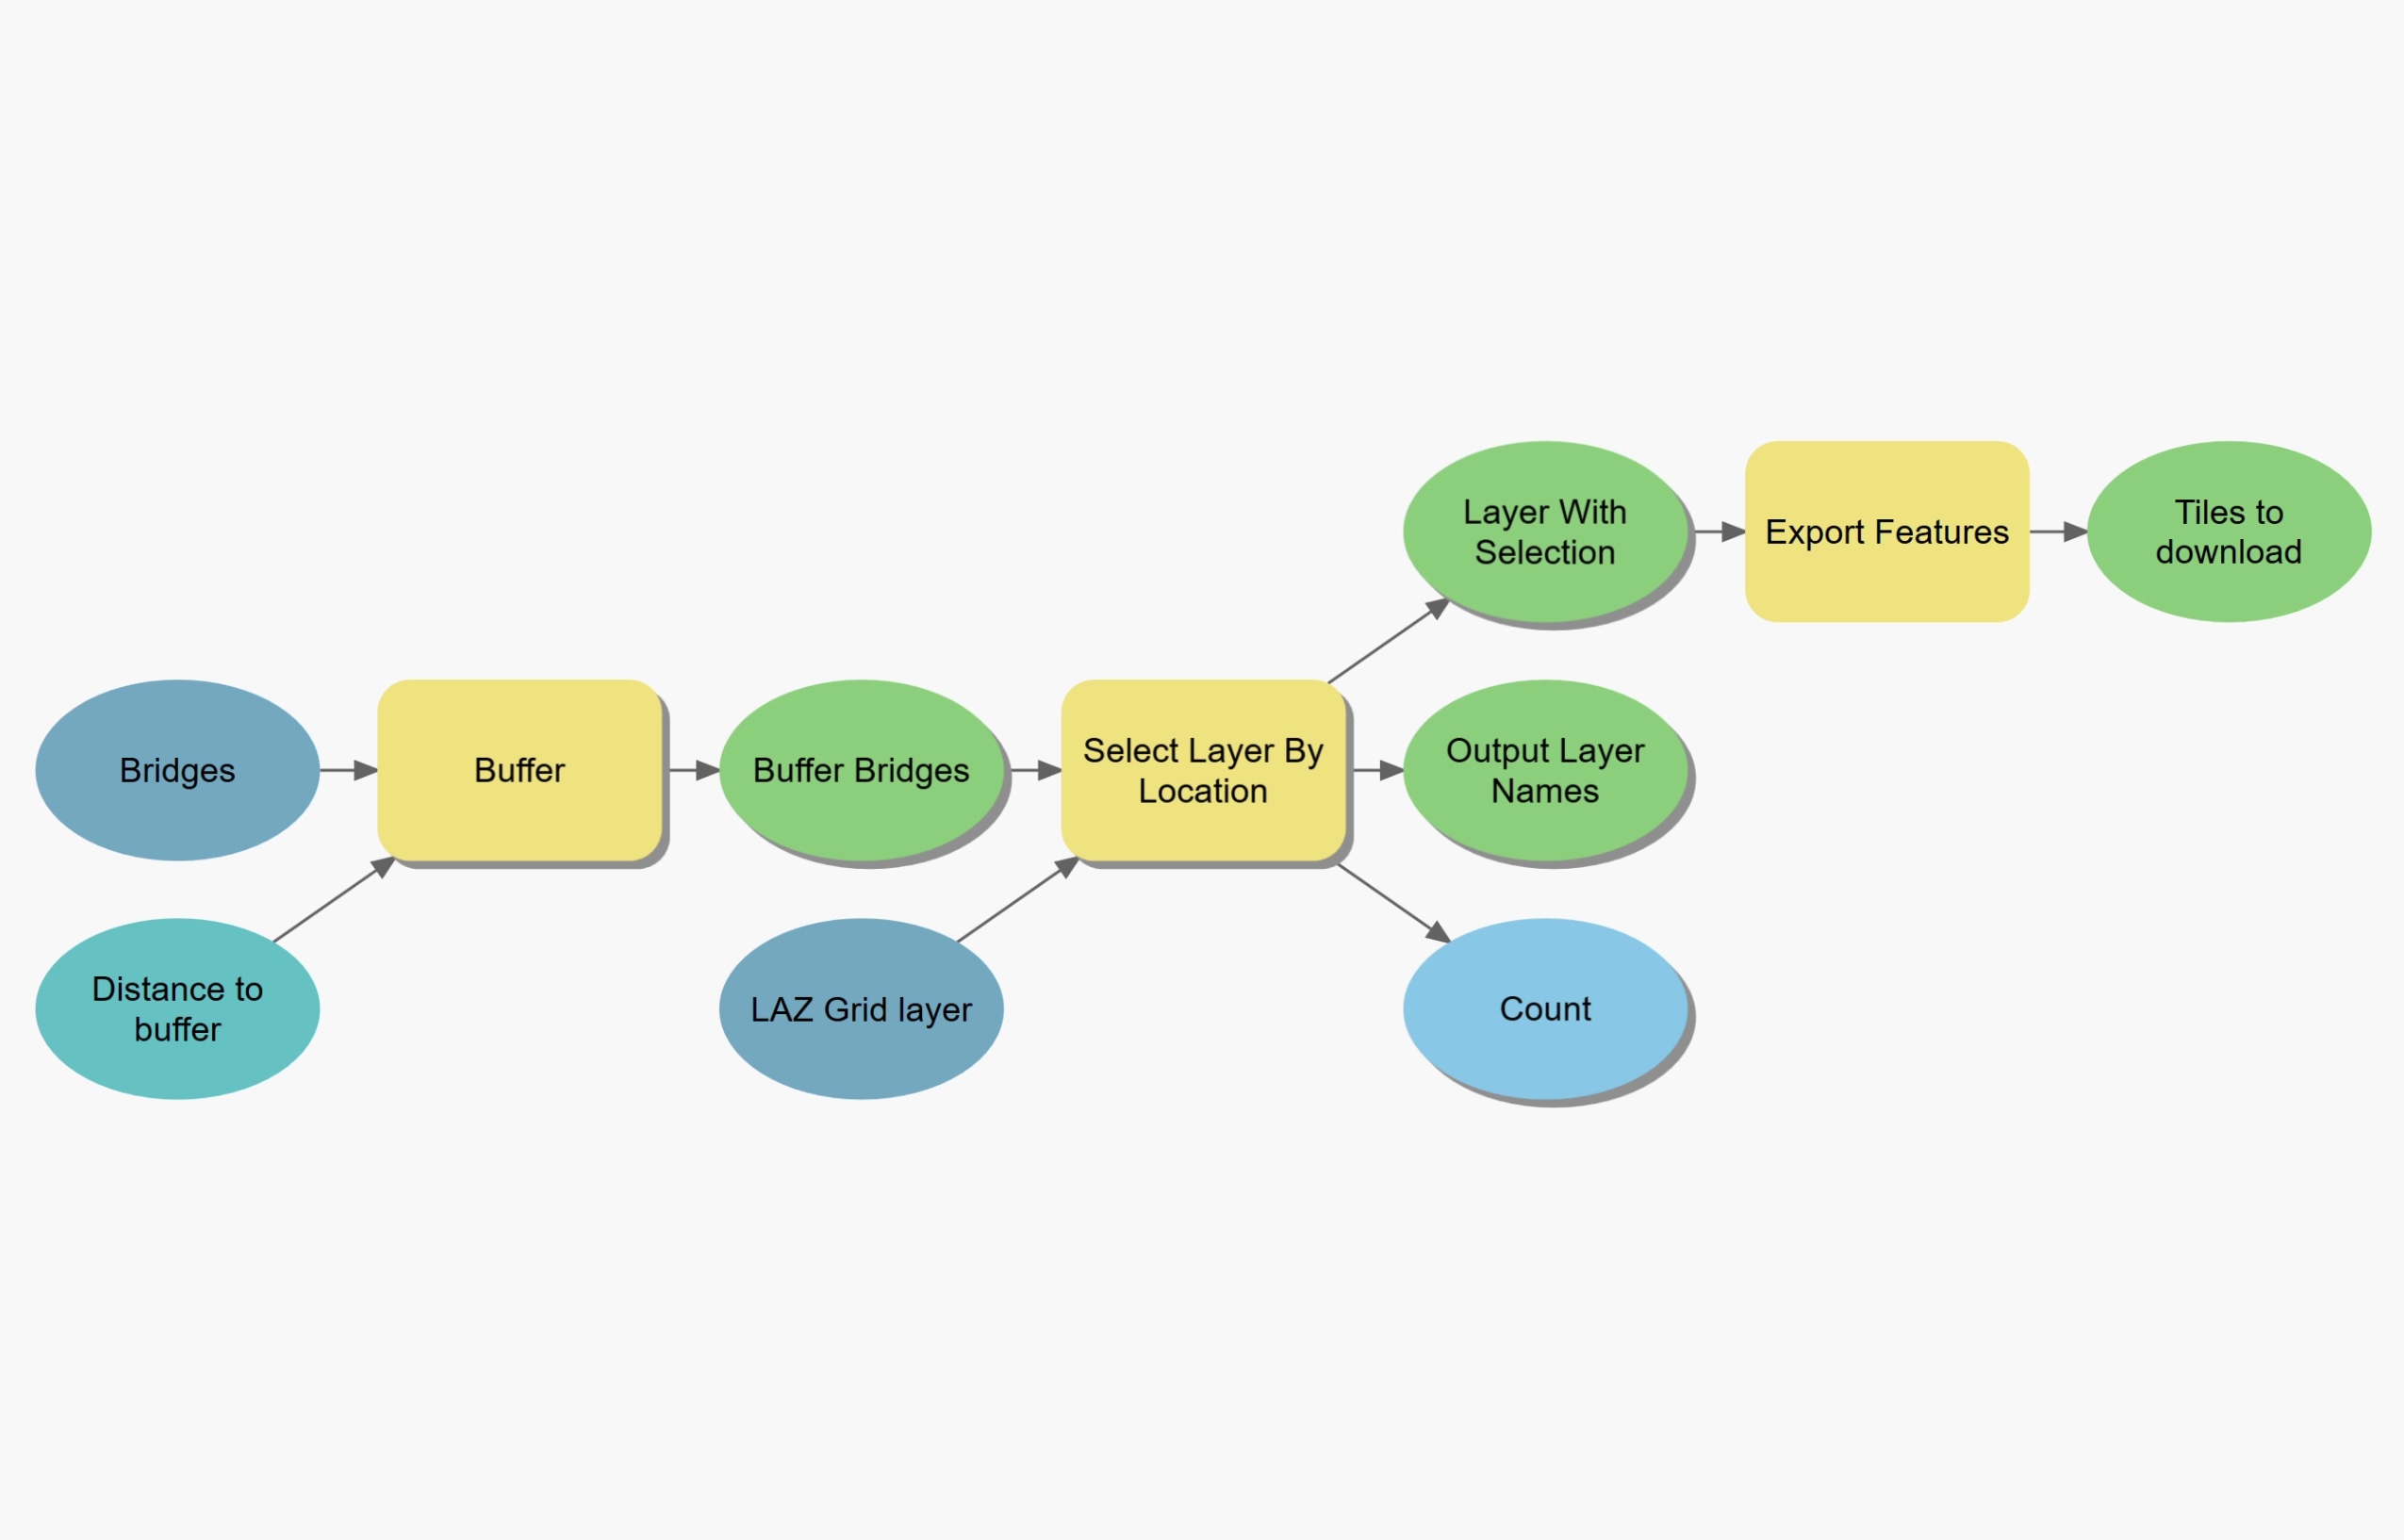 Layer With
Selection
Export Features
Tiles to
download
Bridges
Buffer
Buffer Bridges
Select Layer By
Location
Output Layer
Names
Distance to
buffer
LAZ Grid layer
Count